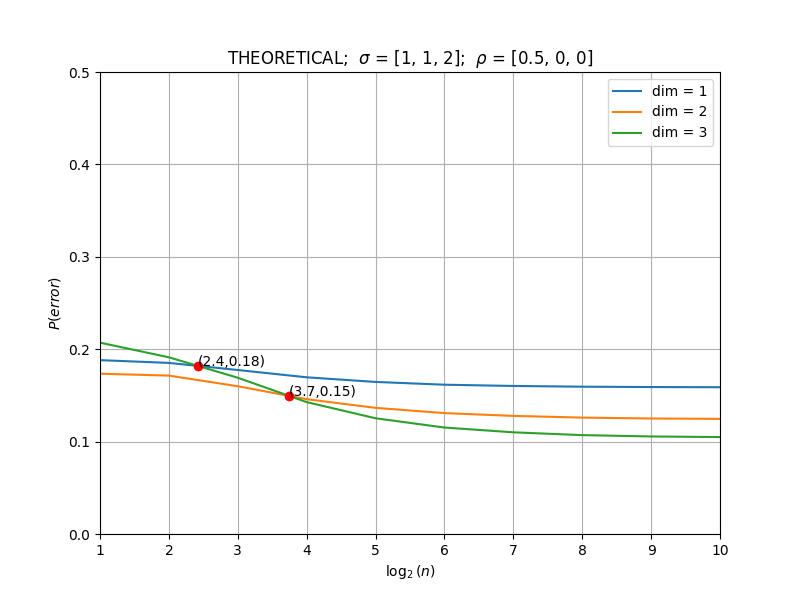 THEORETICAL; σ = [1, 1, 2]; ρ = [0.5, 0, 0]
dim = 1
dim = 2
dim = 3
P(error)
0.5
0.4
0.3
0.2
0.1
0.0
(2.4,0.18)
(3.7,0.15)
1 2 3 4 5 6 7 8 9 10
log₂(n)